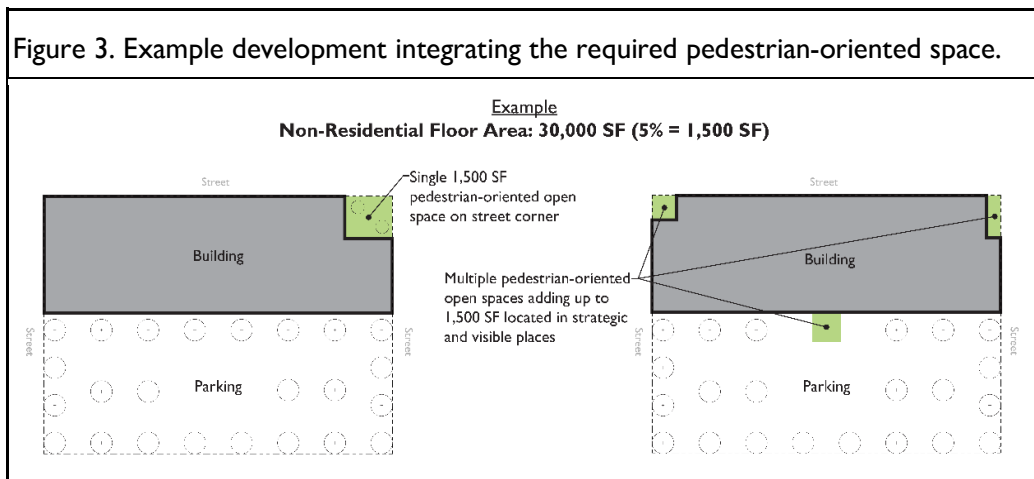 Figure 3. Example development integrating the required pedestrian-oriented space.
Example
Non-Residential Floor Area: 30,000 SF (5% = 1,500 SF)
Street
Single 1,500 SF
pedestrian-oriented open
space on street corner
Building
Street
Street
Parking
Multiple pedestrian-oriented
open spaces adding up to
1,500 SF located in strategic
and visible places
Street
Building
Street
Street
Parking